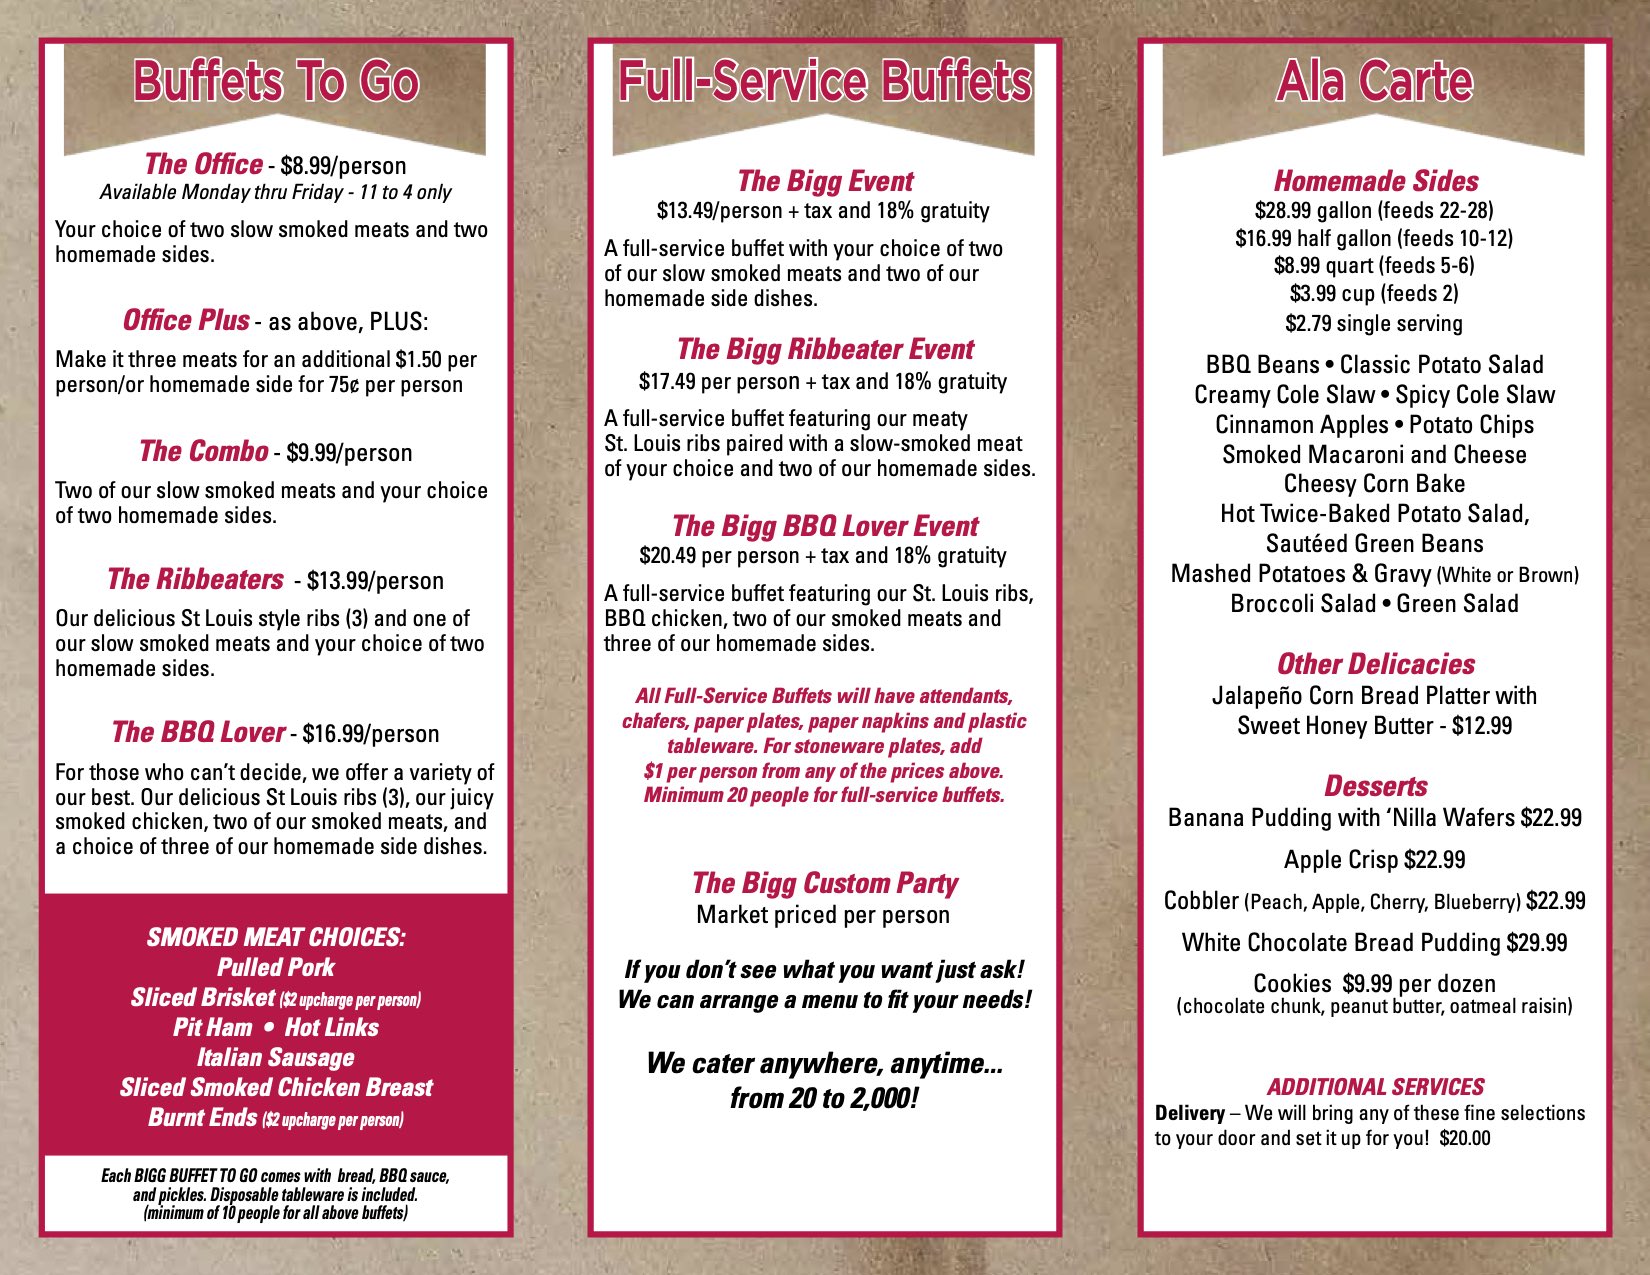 Buffets To Go
The Office - $8.99/person
Available Monday thru Friday - 11 to 4 only
Your choice of two slow smoked meats and two
homemade sides.
Office Plus - as above, PLUS:
Make it three meats for an additional $1.50 per
person/or homemade side for 75¢ per person
The Combo - $9.99/person
Two of our slow smoked meats and your choice
of two homemade sides.
The Ribbeaters - $13.99/person
Our delicious St Louis style ribs (3) and one of
our slow smoked meats and your choice of two
homemade sides.
The BBQ Lover - $16.99/person
For those who can’t decide, we offer a variety of
our best. Our delicious St Louis ribs (3), our juicy
smoked chicken, two of our smoked meats, and
a choice of three of our homemade side dishes.
SMOKED MEAT CHOICES:
Pulled Pork
Sliced Brisket ($2 upcharge per person)
Pit Ham • Hot Links
Italian Sausage
Sliced Smoked Chicken Breast
Burnt Ends ($2 upcharge per person)
Each BIGG BUFFET TO GO comes with bread, BBQ sauce,
and pickles. Disposable tableware is included.
(minimum of 10 people for all above buffets)
Full-Service Buffets
The Bigg Event
$13.49/person + tax and 18% gratuity
A full-service buffet with your choice of two
of our slow smoked meats and two of our
homemade side dishes.
The Bigg Ribbeater Event
$17.49 per person + tax and 18% gratuity
A full-service buffet featuring our meaty
St. Louis ribs paired with a slow-smoked meat
of your choice and two of our homemade sides.
The Bigg BBQ Lover Event
$20.49 per person + tax and 18% gratuity
A full-service buffet featuring our St. Louis ribs,
BBQ chicken, two of our smoked meats and
three of our homemade sides.
All Full-Service Buffets will have attendants,
chafers, paper plates, paper napkins and plastic
tableware. For stoneware plates, add
$1 per person from any of the prices above.
Minimum 20 people for full-service buffets.
The Bigg Custom Party
Market priced per person
If you don’t see what you want just ask!
We can arrange a menu to fit your needs!
We cater anywhere, anytime...
from 20 to 2,000!
Ala Carte
Homemade Sides
$28.99 gallon (feeds 22-28)
$16.99 half gallon (feeds 10-12)
$8.99 quart (feeds 5-6)
$3.99 cup (feeds 2)
$2.79 single serving
BBQ Beans • Classic Potato Salad
Creamy Cole Slaw • Spicy Cole Slaw
Cinnamon Apples • Potato Chips
Smoked Macaroni and Cheese
Cheesy Corn Bake
Hot Twice-Baked Potato Salad,
Sautéed Green Beans
Mashed Potatoes & Gravy (White or Brown)
Broccoli Salad • Green Salad
Other Delicacies
Jalapeño Corn Bread Platter with
Sweet Honey Butter - $12.99
Desserts
Banana Pudding with ‘Nilla Wafers $22.99
Apple Crisp $22.99
Cobbler (Peach, Apple, Cherry, Blueberry) $22.99
White Chocolate Bread Pudding $29.99
Cookies $9.99 per dozen
(chocolate chunk, peanut butter, oatmeal raisin)
ADDITIONAL SERVICES
Delivery – We will bring any of these fine selections
to your door and set it up for you! $20.00